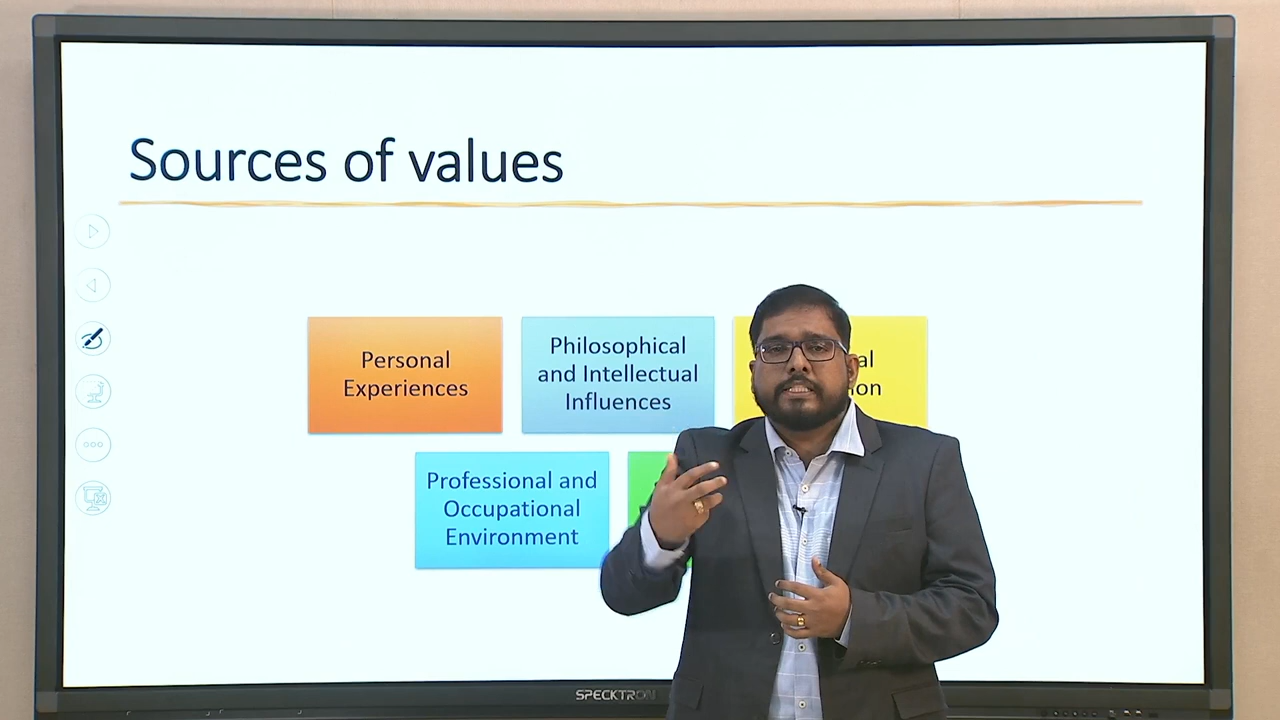 Sources of values
Personal
Experiences
Philosophical
and Intellectual
Influences
Professional and
Occupational
Environment
SPECKTRON